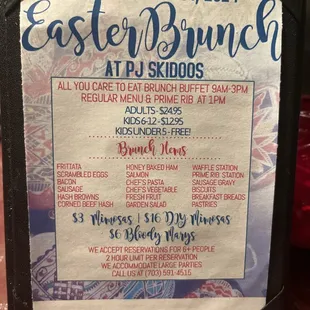 Easter Brunch
AT PJ SKIDOOS
ALL YOU CARE TO EAT BRUNCH BUFFET 9AM-3PM
REGULAR MENU & PRIME RIB AT 1PM
ADULTS - $24.95
KIDS 6-12 - $12.95
KIDS UNDER 5 - FREE!
Brunch Items
FRITTATA
SCRAMBLED EGGS
BACON
SAUSAGE
HASH BROWNS
CORNED BEEF HASH
HONEY BAKED HAM
SALMON
CHEF'S PASTA
CHEF'S VEGETABLE
FRESH FRUIT
GARDEN SALAD
WAFFLE STATION
PRIME RIB STATION
SAUSAGE GRAVY
BISCUITS
BREAKFAST BREADS
PASTRIES
$3 Mimosas | $16 DIY Mimosas
$6 Bloody Marys
WE ACCEPT RESERVATIONS FOR 6+ PEOPLE
2 HOUR LIMIT PER RESERVATION
WE ACCOMMODATE LARGE PARTIES
CALL US AT (703) 591-4515